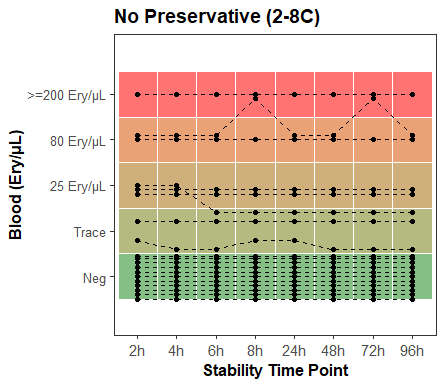 No Preservative (2-8C)
Blood (Ery/µL)
>=200 Ery/µL
80 Ery/µL
25 Ery/µL
Trace
Neg
2h 4h 6h 8h 24h 48h 72h 96h
Stability Time Point